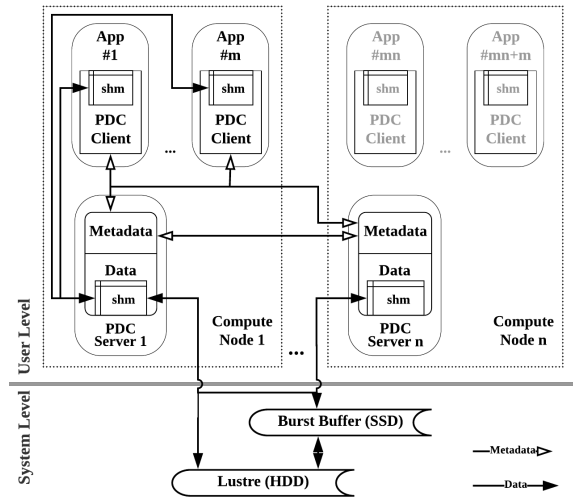 App
#1
App
#m
App
#mn
App
#mn+m
shm
shm
shm
shm
PDC
Client
PDC
Client
PDC
Client
PDC
Client
...
...
Metadata
Metadata
Data
Data
shm
shm
PDC
Server 1
PDC
Server n
Compute
Node 1
Compute
Node n
...
User Level
System Level
Burst Buffer (SSD)
Lustre (HDD)
Metadata
Data